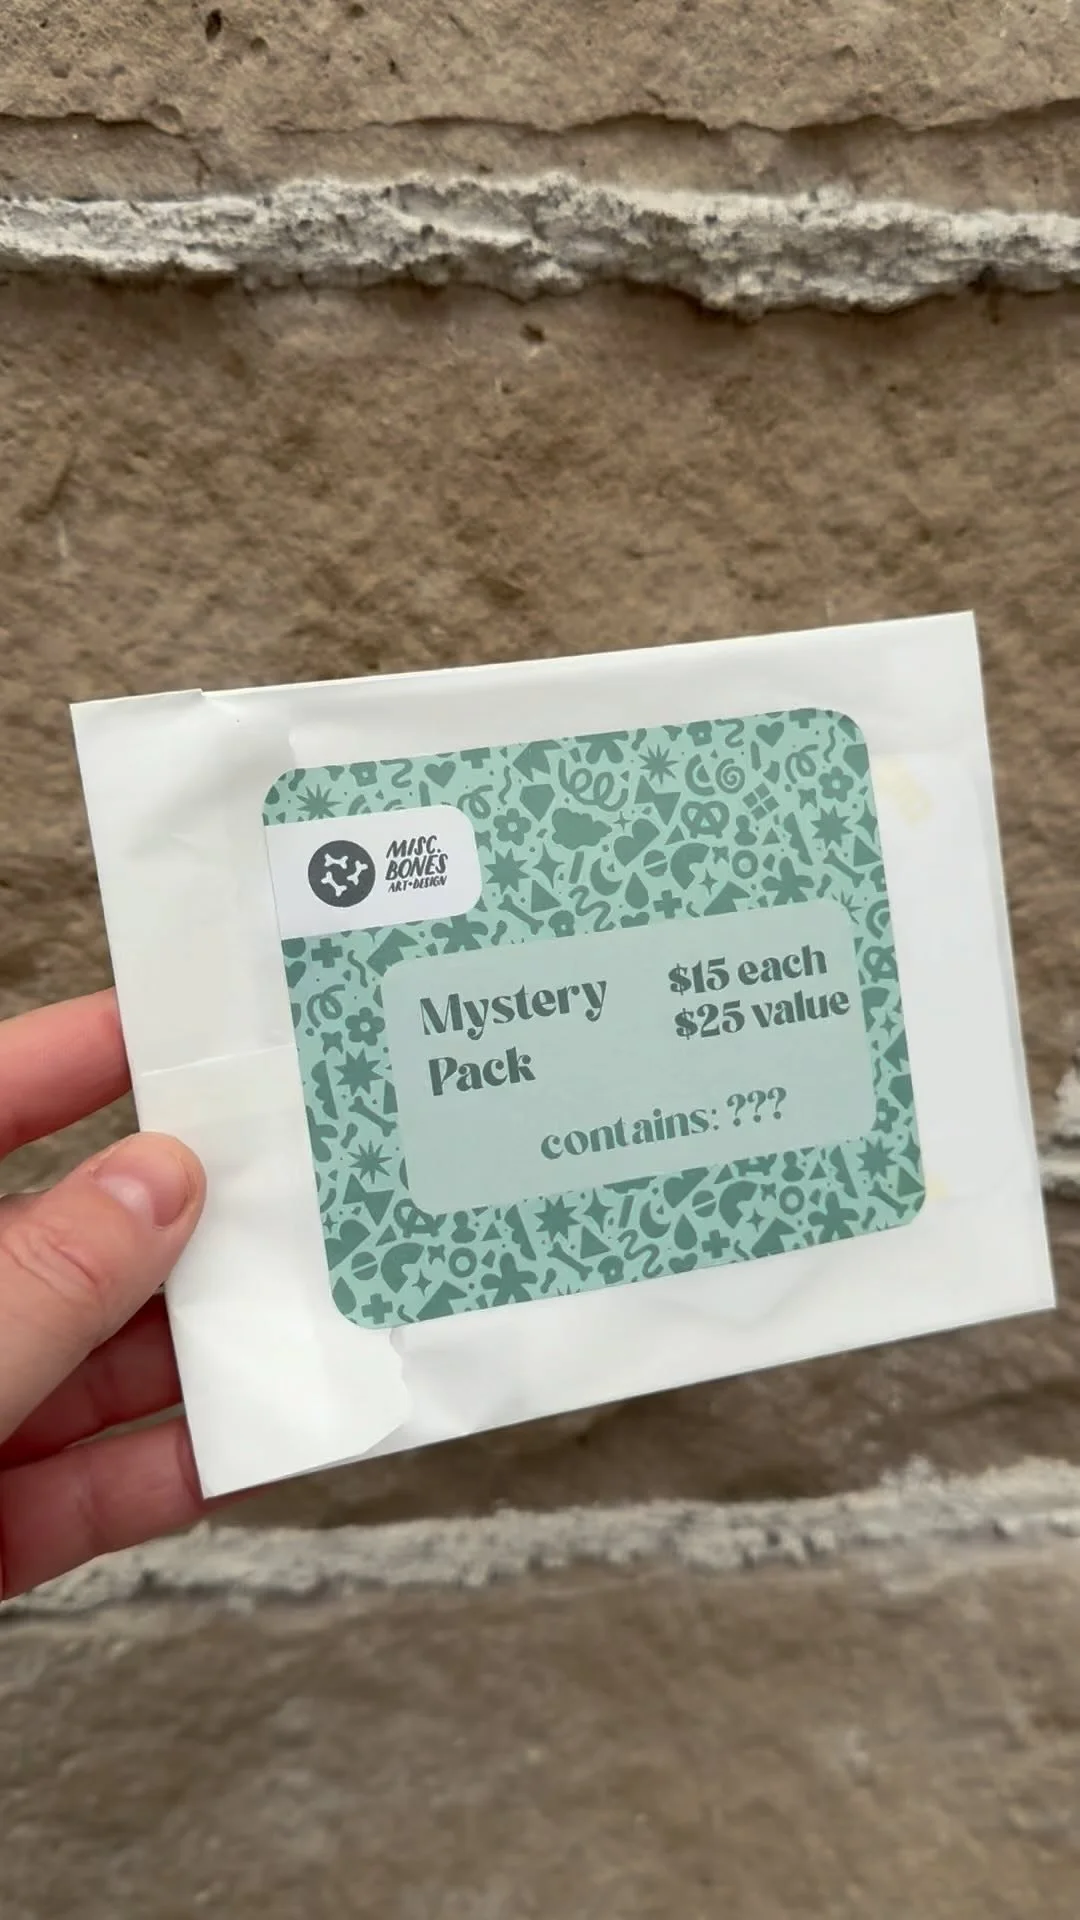 MISC.
BONES
ART+DESIGN
Mystery
Pack
$15 each
$25 value
contains: ???